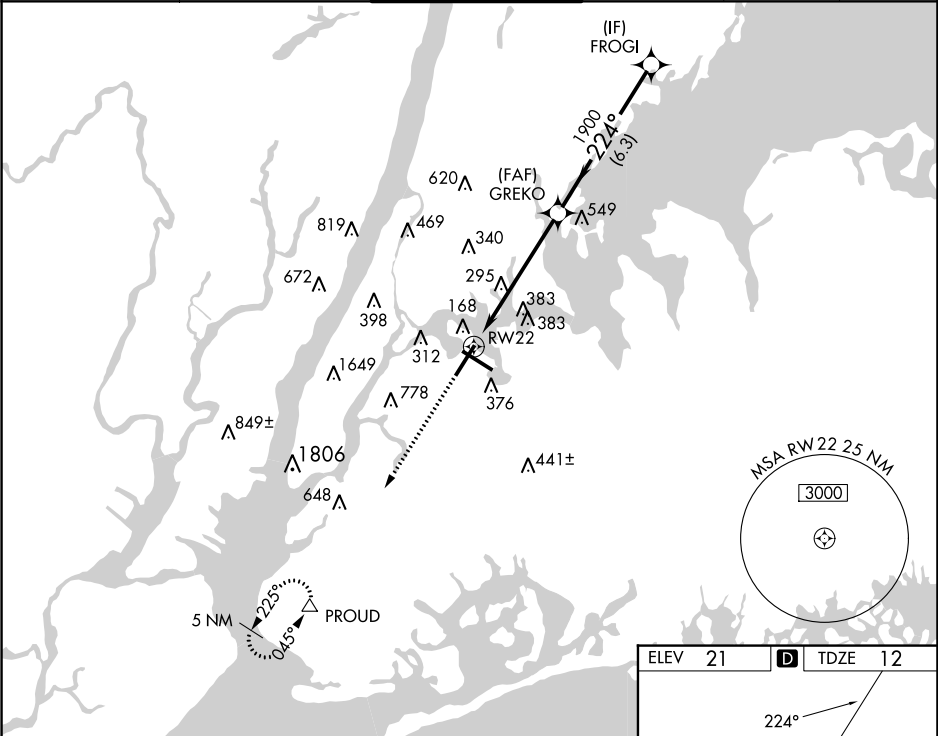 (IF)
FROGI
1900
224°
(6.3)
(FAF)
GREKO
620
549
819
469
340
672
295
398
383
168
383
RW22
312
1649
778
376
849±
1806
441±
648
MSA RW22 25 NM
3000
225°
5 NM
PROUD
045°
ELEV 21 D TDZE 12
224°